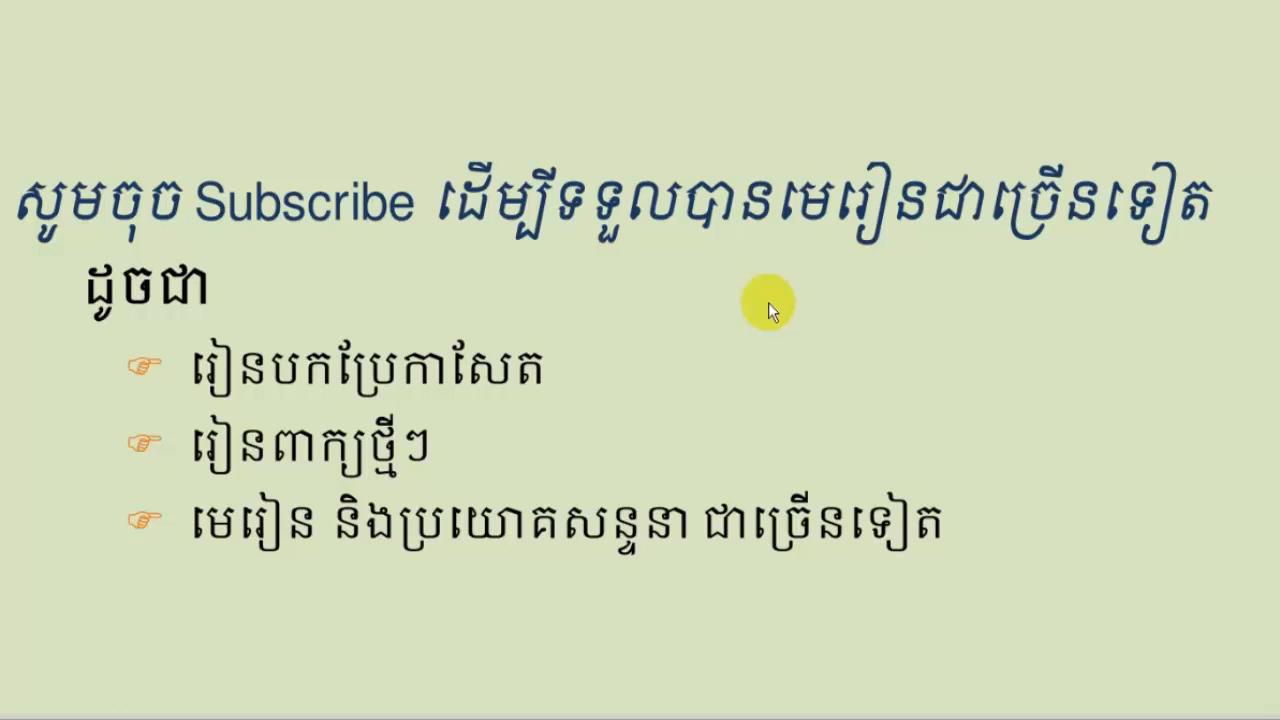 សូមចុច Subscribe ដើម្បីទទួលបានមេរៀនជាច្រើនទៀត
ដូចជា
រៀនបកប្រែកាសែត
រៀនពាក្យថ្មីៗ
មេរៀន និងប្រយោគសន្ទនា ជាច្រើនទៀត